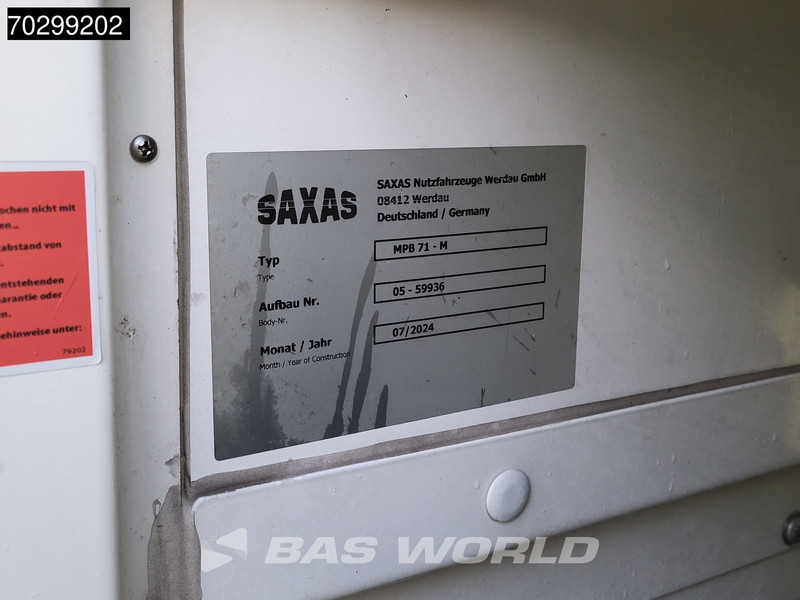 70299202
ochen nicht mit
en...
abstand von
entstehenden
arantie oder
en.
ehinweise unter:
79202
SAXAS
SAXAS Nutzfahrzeuge Werdau GmbH
08412 Werdau
Deutschland / Germany
Typ
Type
MPB 71 - M
Aufbau Nr.
Body-Nr.
05 - 59936
Monat / Jahr
Month / Year of Construction
07/2024
BAS WORLD